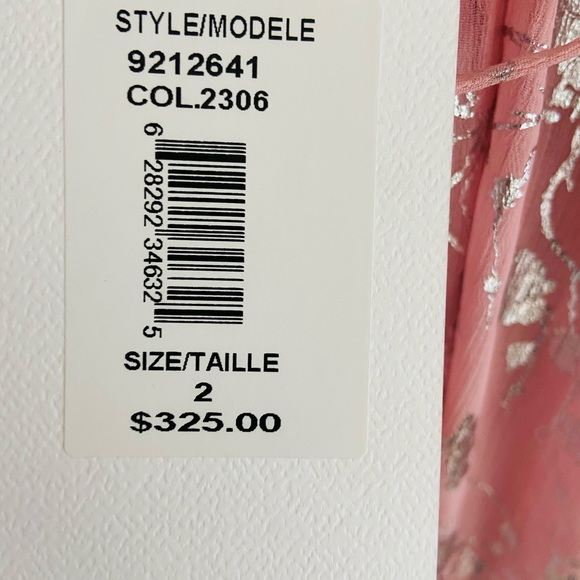 STYLE/MODELE
9212641
COL.2306
6 28292 34632 5
SIZE/TAILLE
2
$325.00